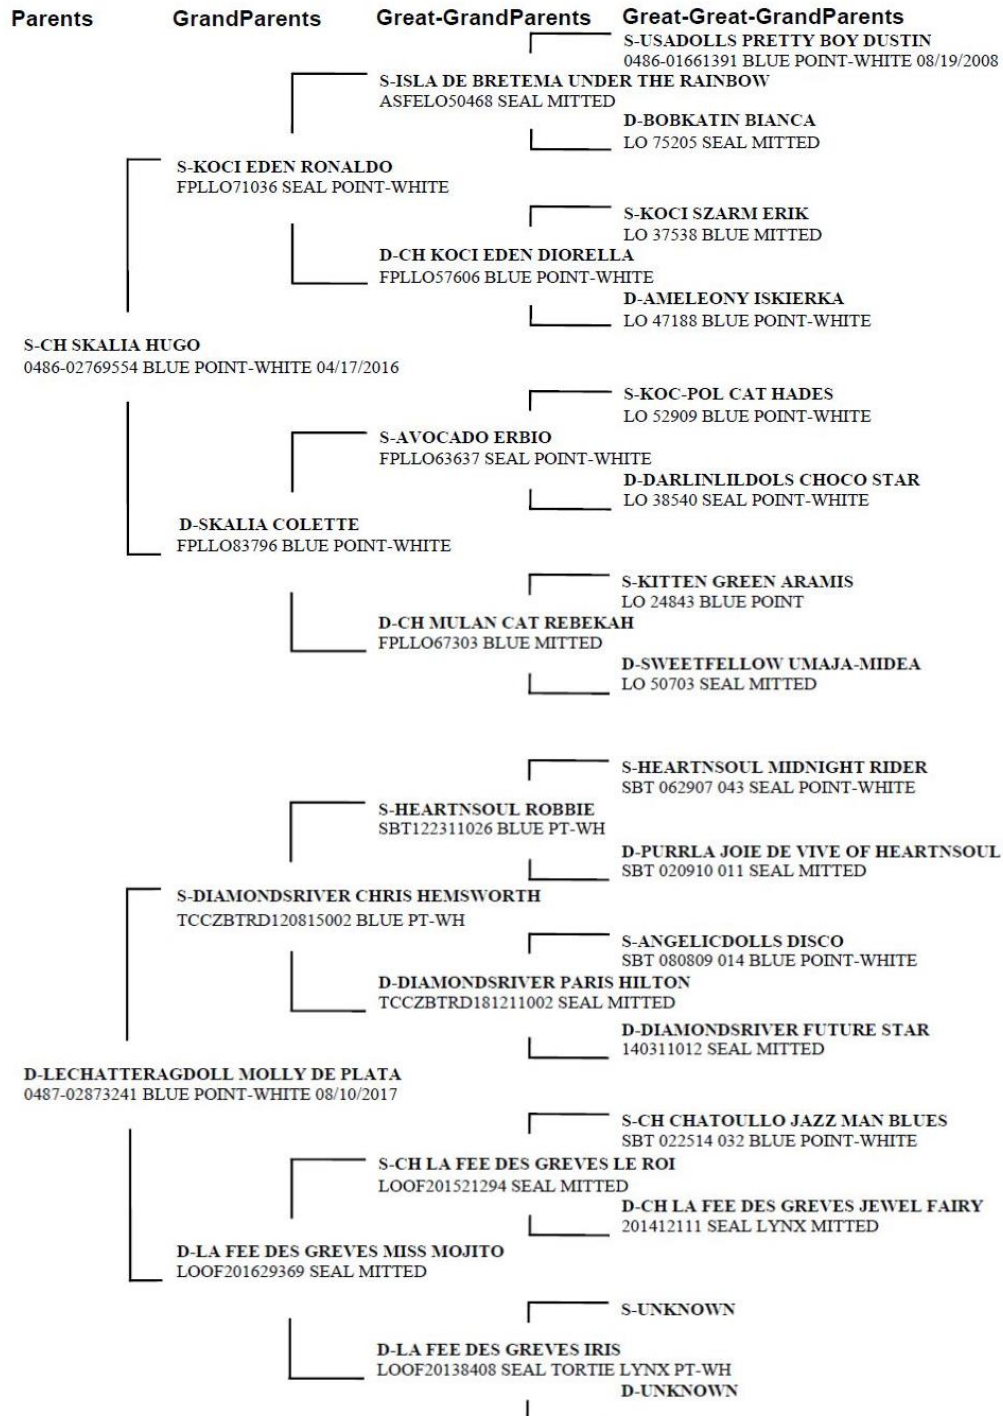 Parents
GrandParents
Great-GrandParents
Great-Great-GrandParents
S-USADOLLS PRETTY BOY DUSTIN
0486-01661391 BLUE POINT-WHITE 08/19/2008
S-ISLA DE BRETEMA UNDER THE RAINBOW
ASFELO50468 SEAL MITTED
D-BOBKATIN BIANCA
LO 75205 SEAL MITTED
S-KOCI EDEN RONALDO
FPLLO71036 SEAL POINT-WHITE
S-KOCI SZARM ERIK
LO 37538 BLUE MITTED
D-CH KOCI EDEN DIORELLA
FPLLO57606 BLUE POINT-WHITE
D-AMELEONY ISKIERKA
LO 47188 BLUE POINT-WHITE
S-CH SKALIA HUGO
0486-02769554 BLUE POINT-WHITE 04/17/2016
S-KOC-POL CAT HADES
LO 52909 BLUE POINT-WHITE
S-AVOCADO ERBIO
FPLLO63637 SEAL POINT-WHITE
D-DARLINLILDOLS CHOCO STAR
LO 38540 SEAL POINT-WHITE
D-SKALIA COLETTE
FPLLO83796 BLUE POINT-WHITE
S-KITTEN GREEN ARAMIS
LO 24843 BLUE POINT
D-CH MULAN CAT REBEKAH
FPLLO67303 BLUE MITTED
D-SWEETFELLOW UMAJA-MIDEA
LO 50703 SEAL MITTED
S-HEARTNSOUL MIDNIGHT RIDER
SBT 062907 043 SEAL POINT-WHITE
S-HEARTNSOUL ROBBIE
SBT122311026 BLUE PT-WH
D-PURRLA JOIE DE VIVE OF HEARTNSOUL
SBT 020910 011 SEAL MITTED
S-DIAMONDSRIVER CHRIS HEMSWORTH
TCCZBTRD120815002 BLUE PT-WH
S-ANGELICDOLLS DISCO
SBT 080809 014 BLUE POINT-WHITE
D-DIAMONDSRIVER PARIS HILTON
TCCZBTRD181211002 SEAL MITTED
D-DIAMONDSRIVER FUTURE STAR
140311012 SEAL MITTED
D-LECHATTERAGDOLL MOLLY DE PLATA
0487-02873241 BLUE POINT-WHITE 08/10/2017
S-CH CHATOULLO JAZZ MAN BLUES
SBT 022514 032 BLUE POINT-WHITE
S-CH LA FEE DES GREVES LE ROI
LOOF201521294 SEAL MITTED
D-CH LA FEE DES GREVES JEWEL FAIRY
201412111 SEAL LYNX MITTED
D-LA FEE DES GREVES MISS MOJITO
LOOF201629369 SEAL MITTED
S-UNKNOWN
D-LA FEE DES GREVES IRIS
LOOF20138408 SEAL TORTIE LYNX PT-WH
D-UNKNOWN